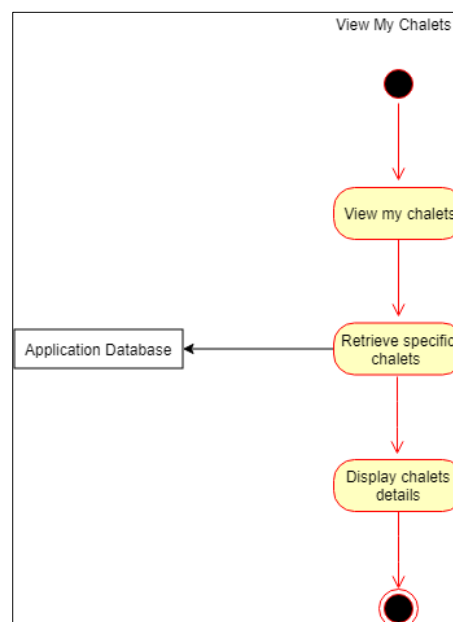 View My Chalets
View my chalets
Application Database
Retrieve specific
chalets
Display chalets
details